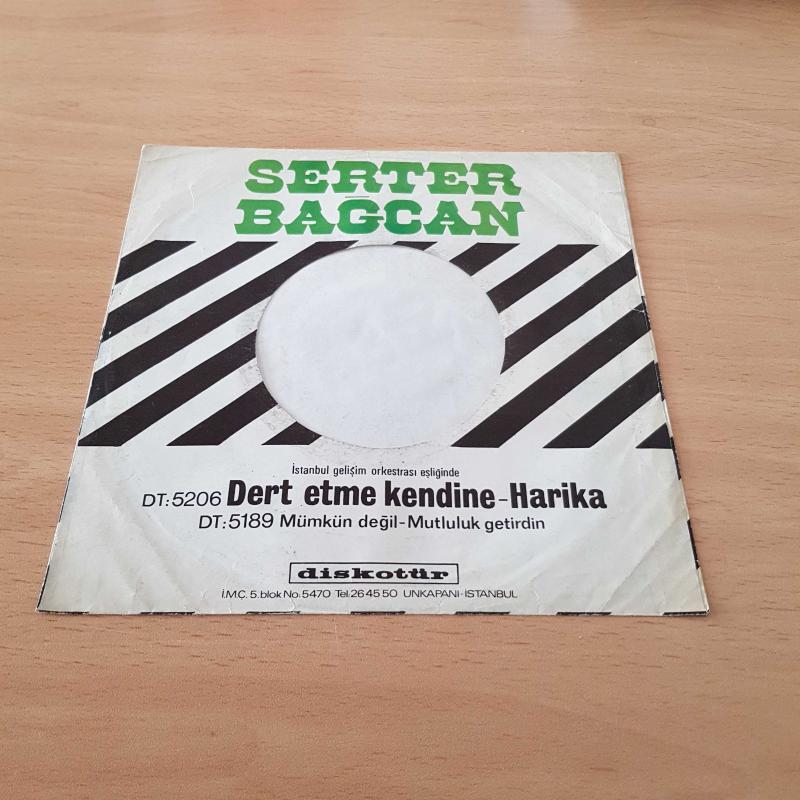 SERTER
BAĞCAN
İstanbul gelişim orkestrası eşliğinde
DT: 5206 Dert etme kendine - Harika
DT: 5189 Mümkün değil - Mutluluk getirdin
diskotür
İ.M.Ç. 5. blok No. 5470 Tel: 26 45 50 UNKAPANI - İSTANBUL